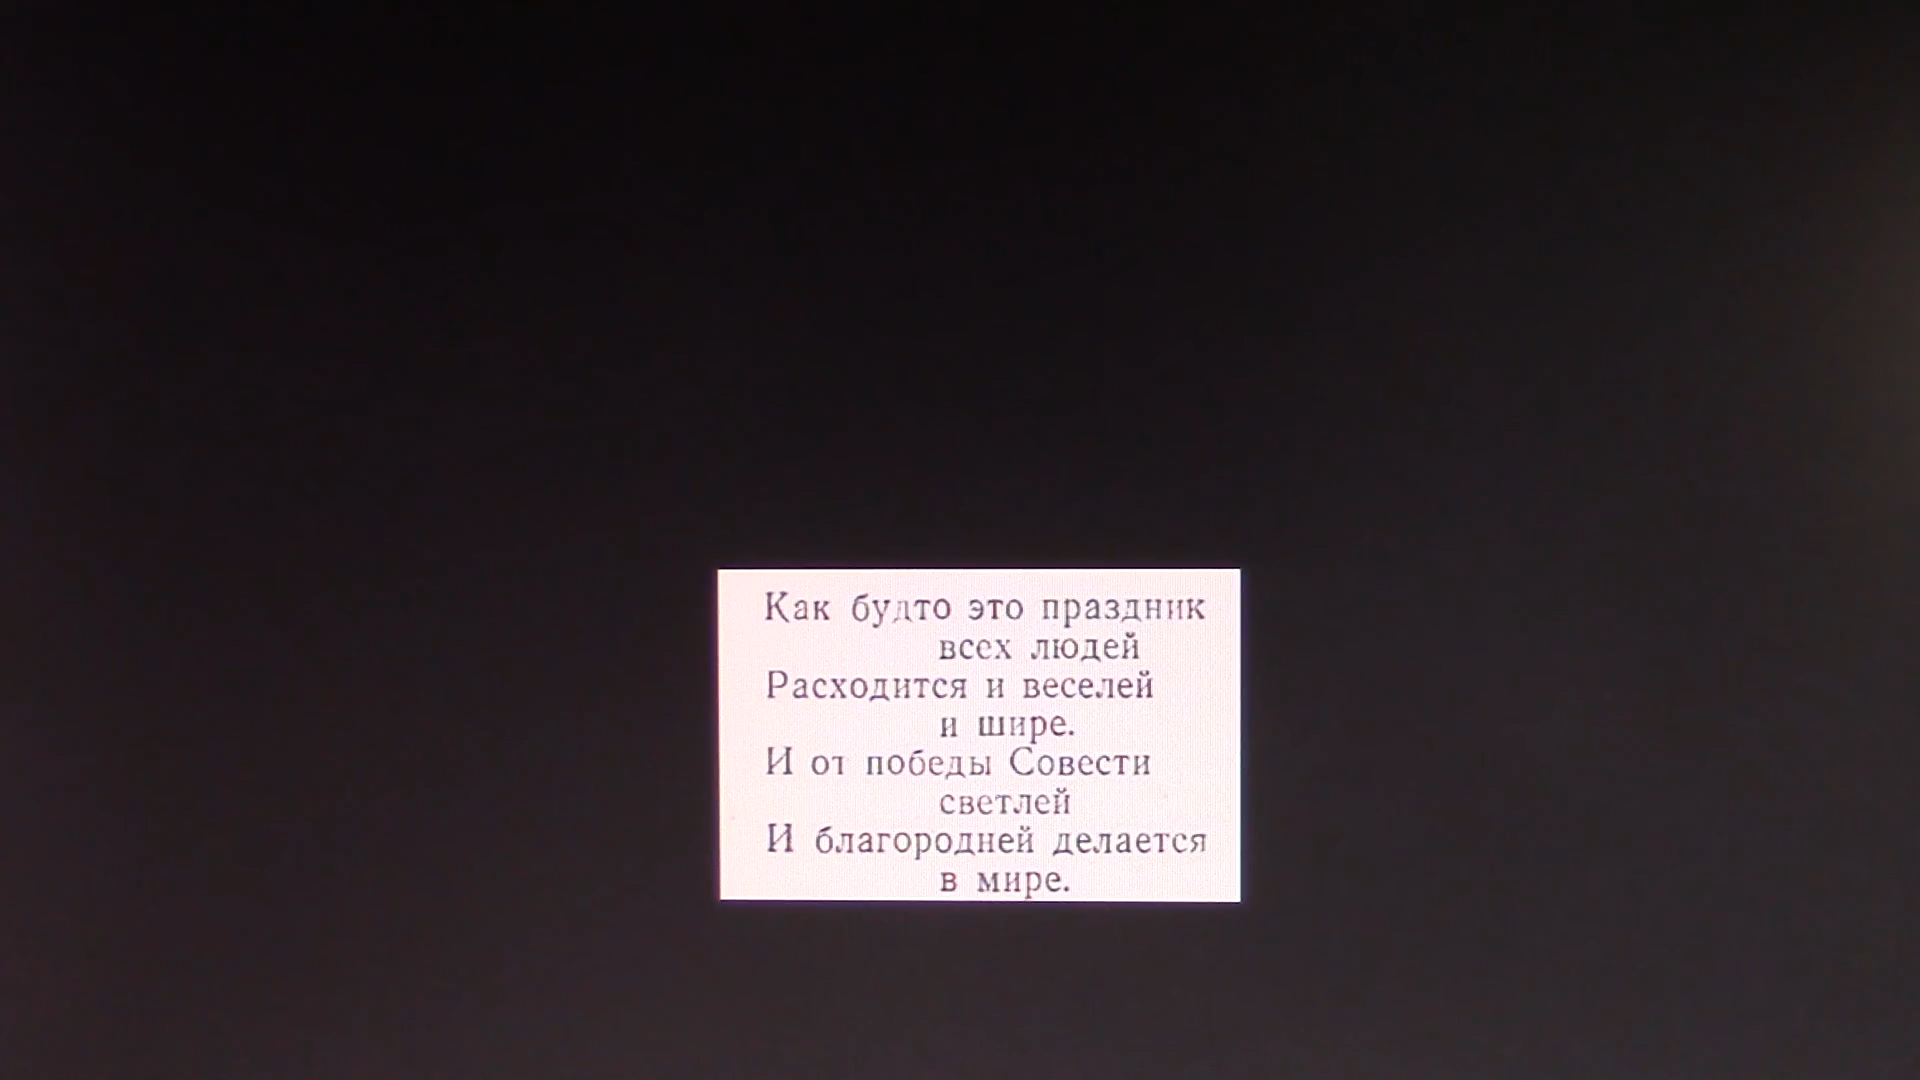 Как будто это праздник
всех людей
Расходится и веселей
и шире.
И от победы Совести
светлей
И благородней делается
в мире.